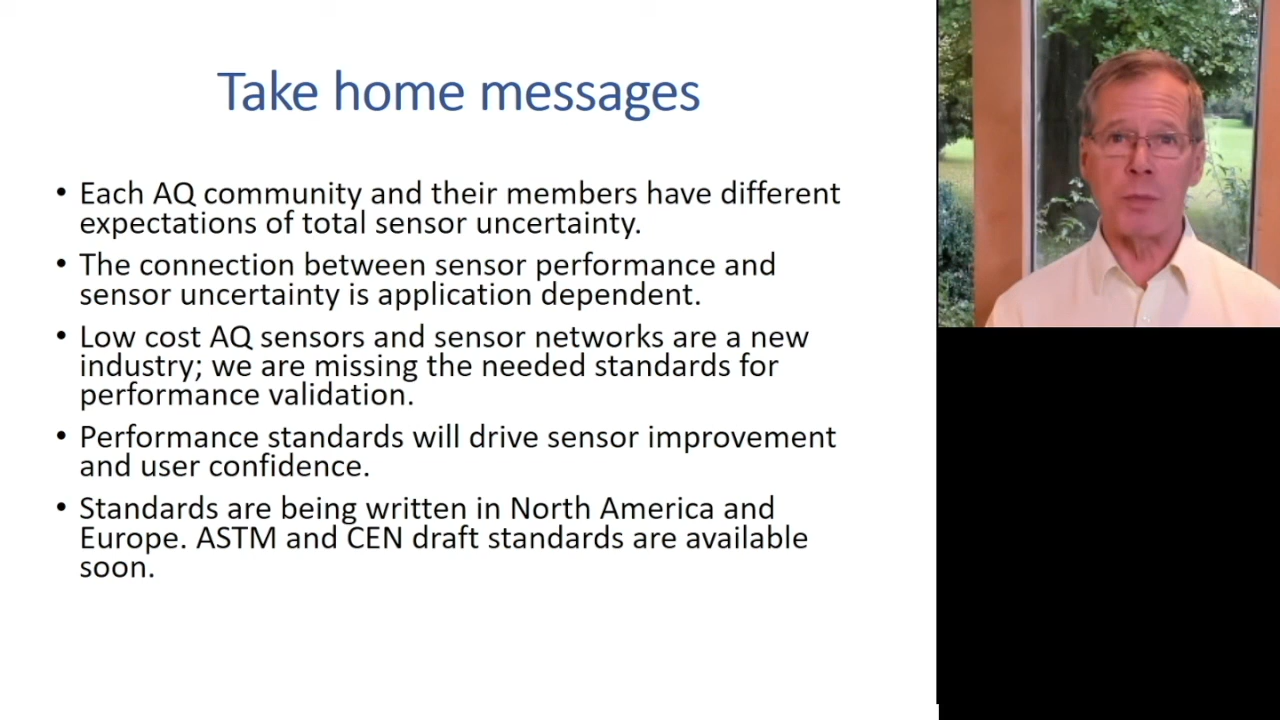 Take home messages
• Each AQ community and their members have different
expectations of total sensor uncertainty.
• The connection between sensor performance and
sensor uncertainty is application dependent.
• Low cost AQ sensors and sensor networks are a new
industry; we are missing the needed standards for
performance validation.
• Performance standards will drive sensor improvement
and user confidence.
• Standards are being written in North America and
Europe. ASTM and CEN draft standards are available
soon.